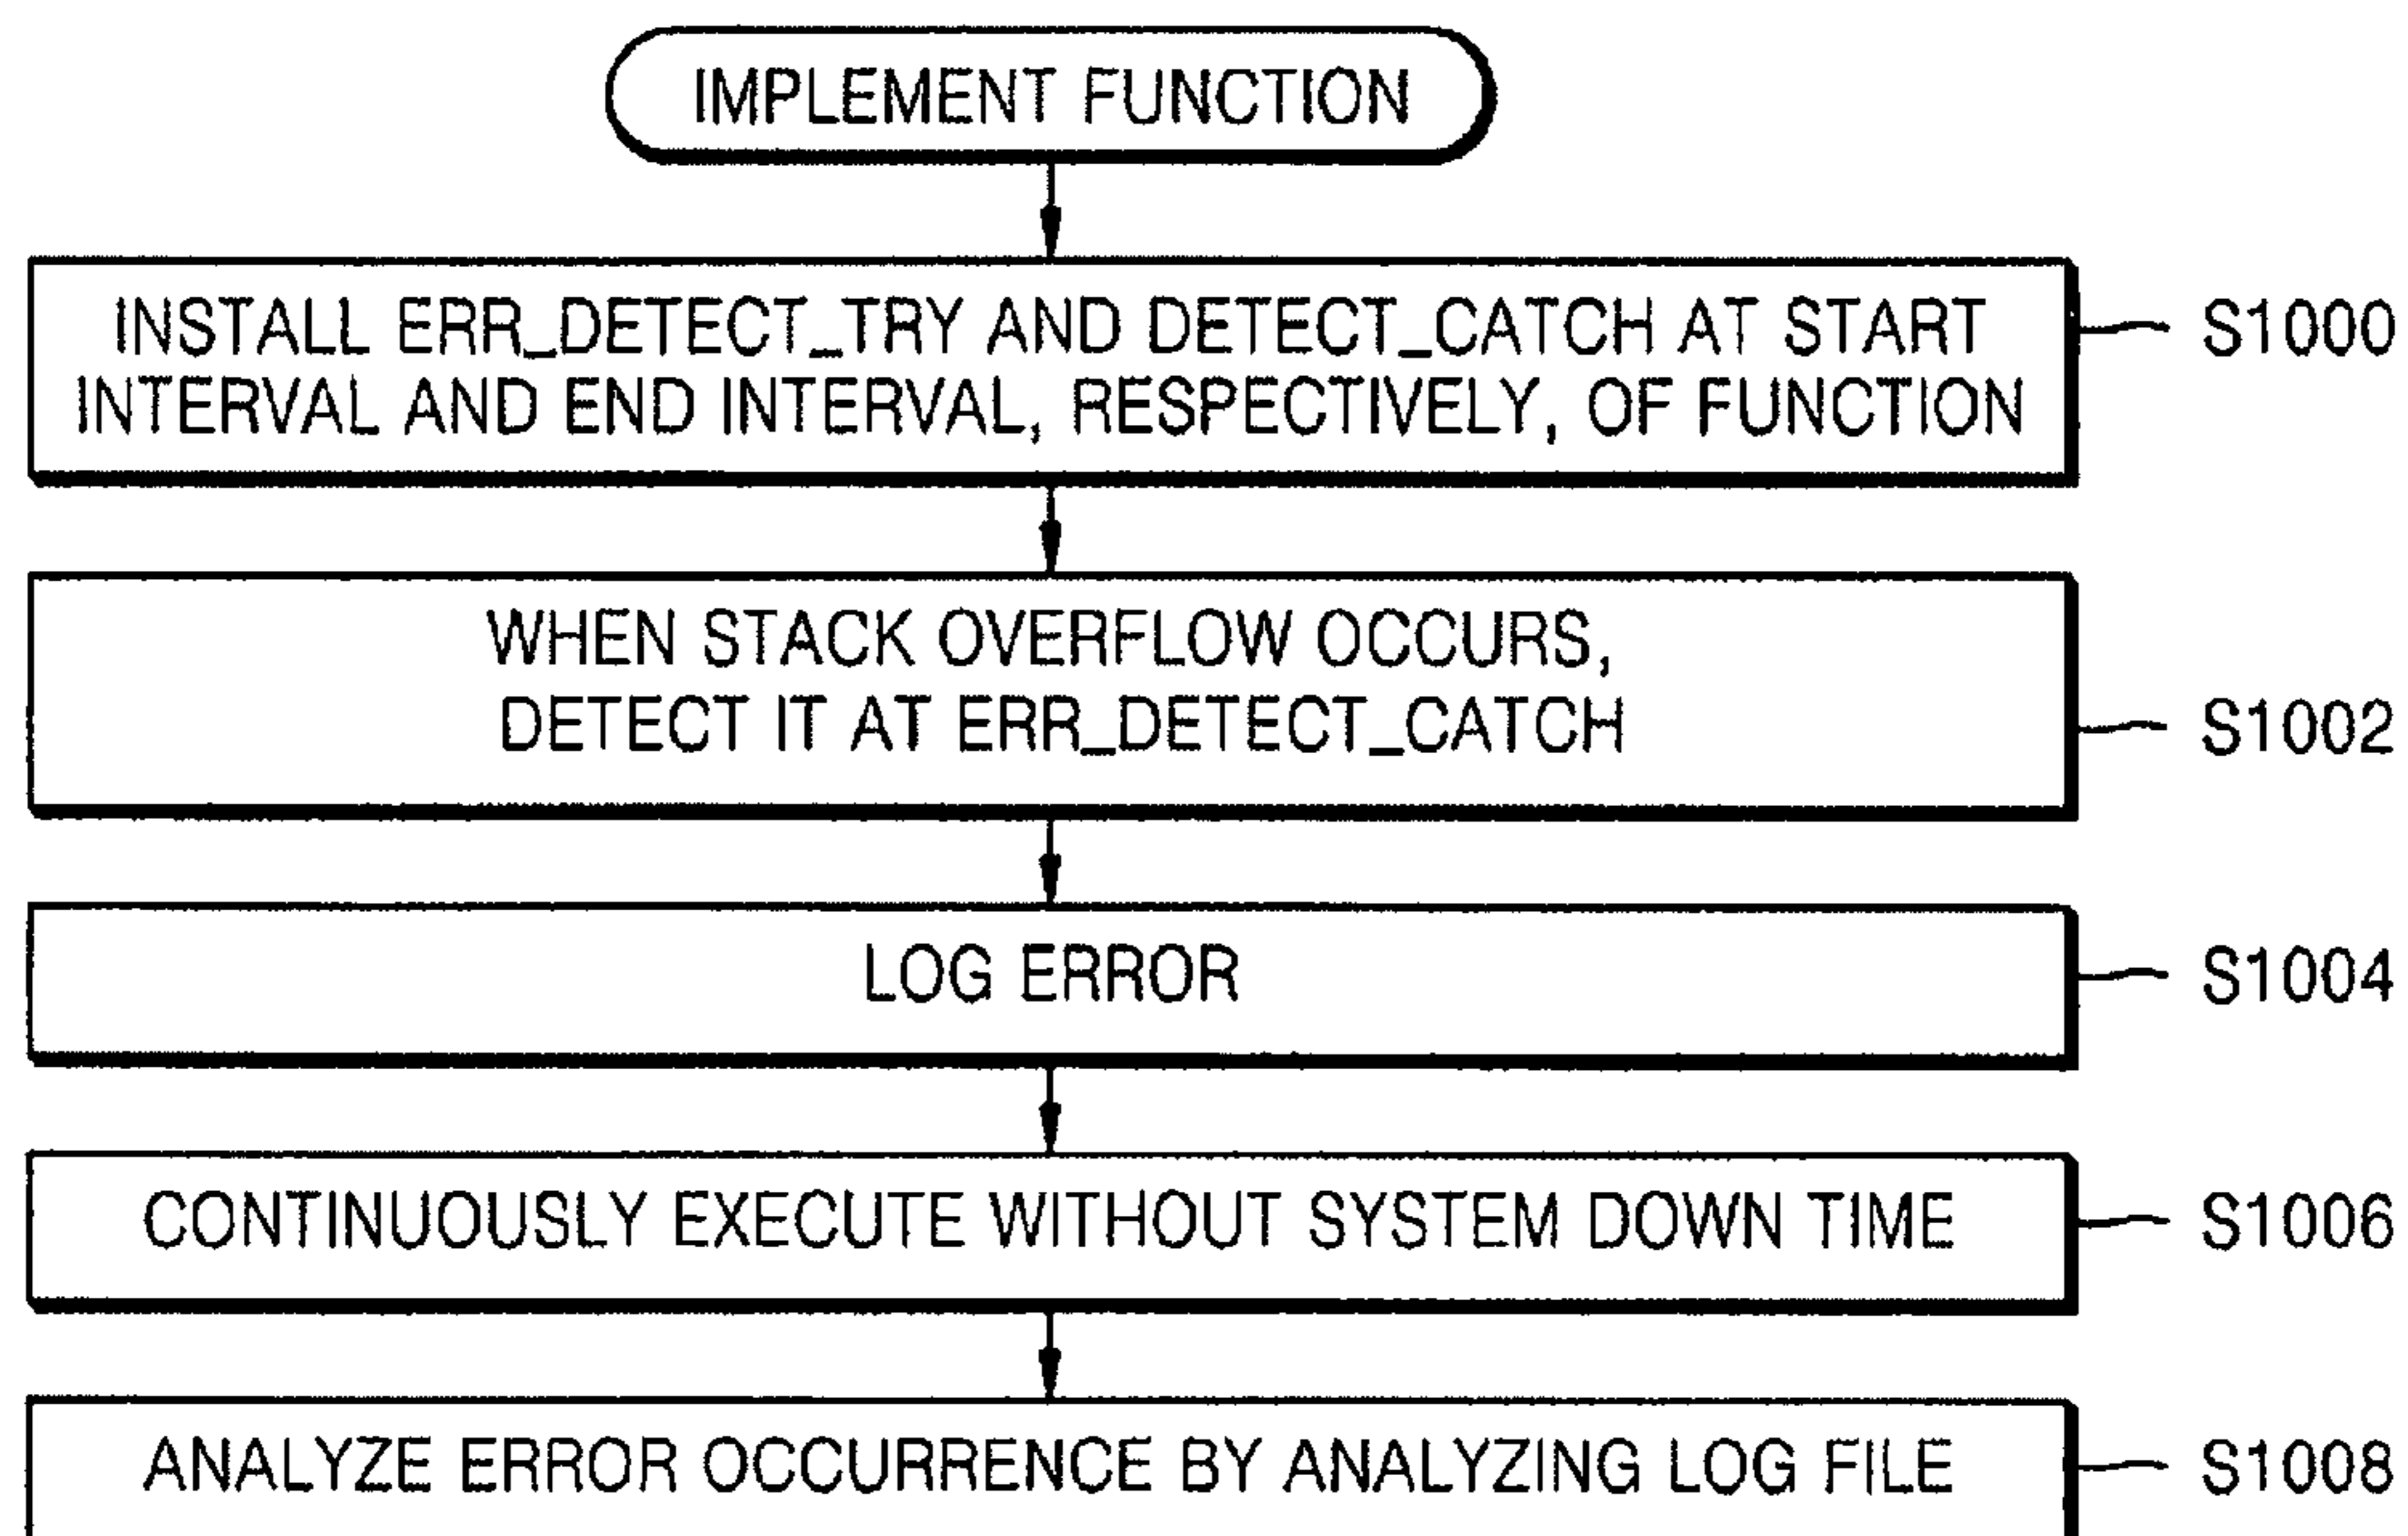 IMPLEMENT FUNCTION
INSTALL ERR_DETECT_TRY AND DETECT_CATCH AT START
INTERVAL AND END INTERVAL, RESPECTIVELY, OF FUNCTION
S1000
WHEN STACK OVERFLOW OCCURS,
DETECT IT AT ERR_DETECT_CATCH
S1002
LOG ERROR
S1004
CONTINUOUSLY EXECUTE WITHOUT SYSTEM DOWN TIME
S1006
ANALYZE ERROR OCCURRENCE BY ANALYZING LOG FILE
S1008